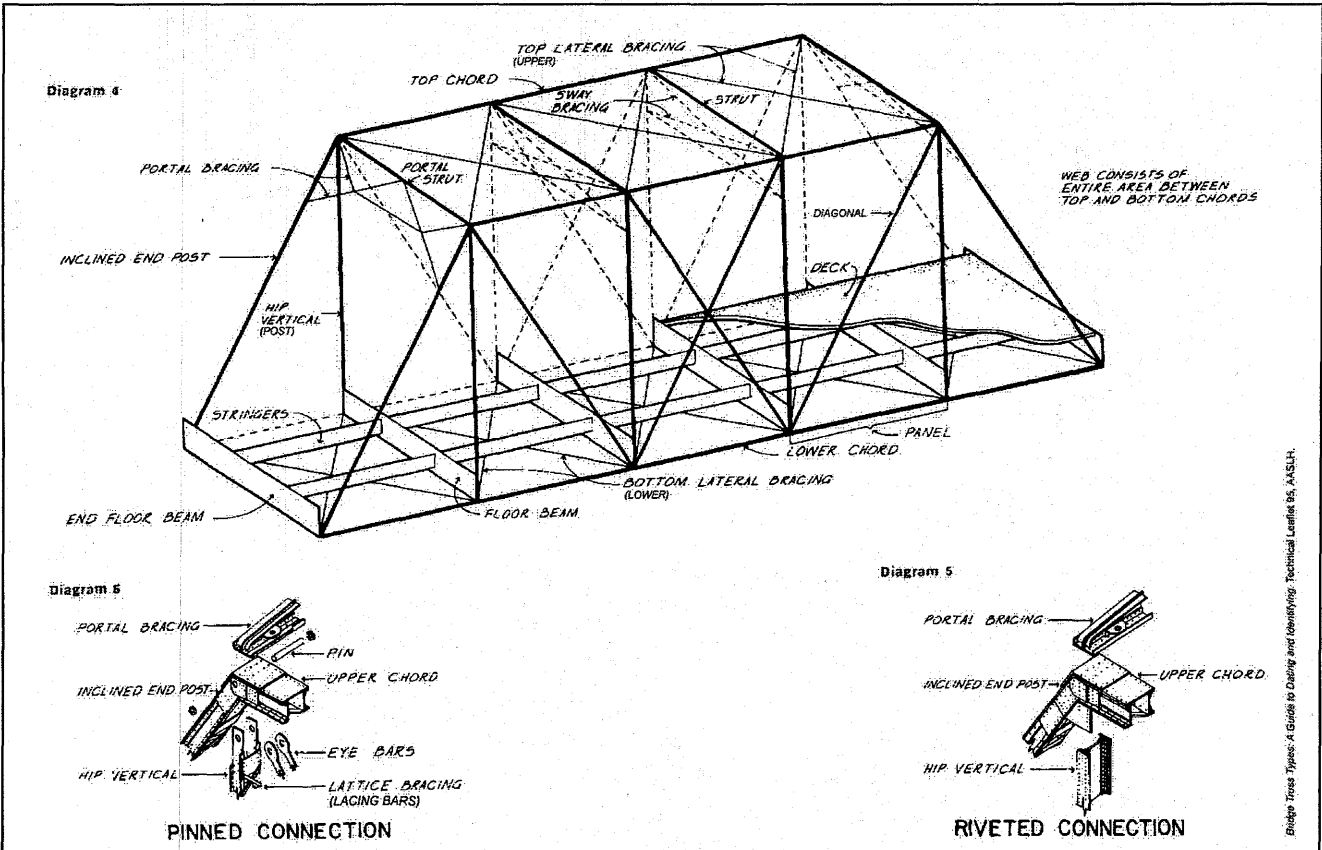 Diagram 4
TOP LATERAL BRACING
(UPPER)
TOP CHORD
SWAY
BRACING
STRUT
PORTAL BRACING
PORTAL
STRUT
WEB CONSISTS OF
ENTIRE AREA BETWEEN
TOP AND BOTTOM CHORDS
DIAGONAL
INCLINED END POST
DECK
HIP
VERTICAL
(POST)
STRINGERS
PANEL
LOWER CHORD
BOTTOM LATERAL BRACING
(LOWER)
FLOOR BEAM
END FLOOR BEAM
Diagram 6
PORTAL BRACING
PIN
UPPER CHORD
INCLINED END POST
EYE BARS
HIP VERTICAL
LATTICE BRACING
(LACING BARS)
PINNED CONNECTION
Diagram 5
PORTAL BRACING
UPPER CHORD
INCLINED END POST
HIP VERTICAL
RIVETED CONNECTION
Bridge Truss Types: A Guide to Dating and Identifying. Technical Leaflet 95, AASLH.